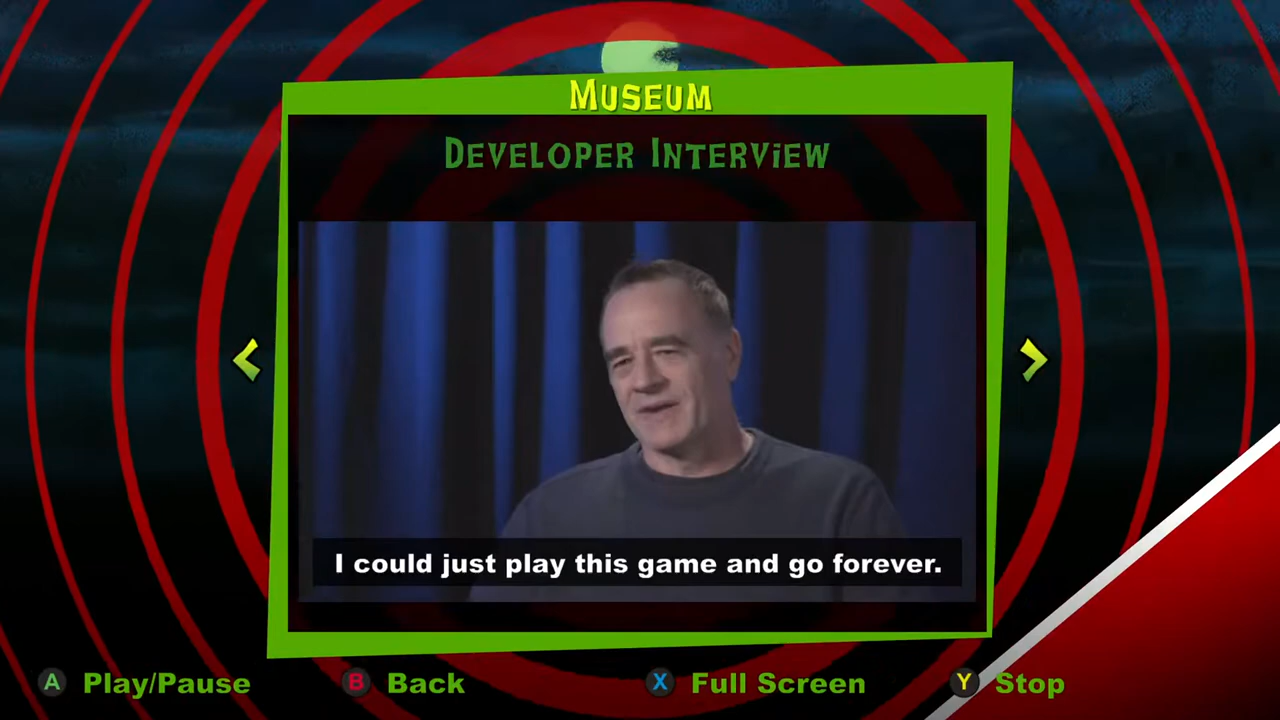 MUSEUM
DEVELOPER INTERVIEW
I could just play this game and go forever.
A Play/Pause B Back X Full Screen Y Stop